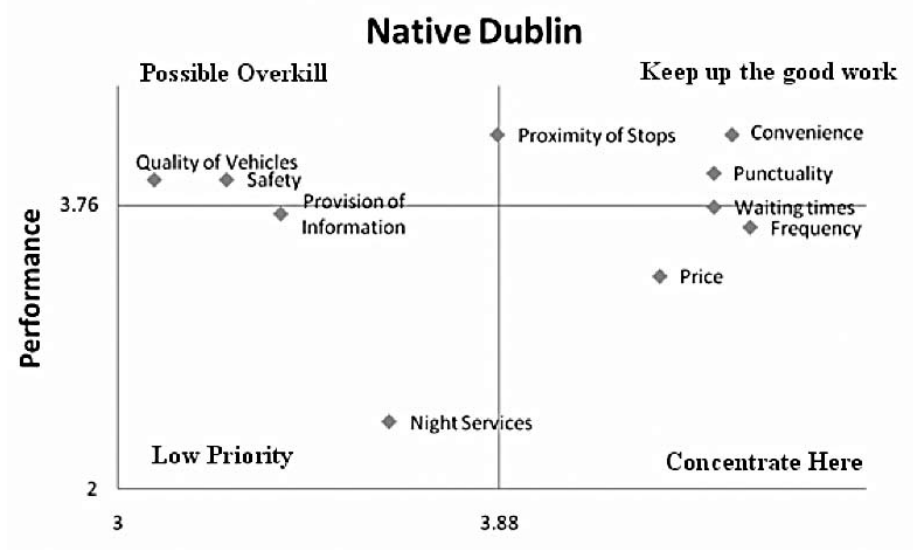 Native Dublin
Possible Overkill
Keep up the good work
Proximity of Stops
Convenience
Quality of Vehicles
Safety
Punctuality
3.76
Provision of
Information
Waiting times
Frequency
Performance
Price
Night Services
Low Priority
Concentrate Here
2
3
3.88